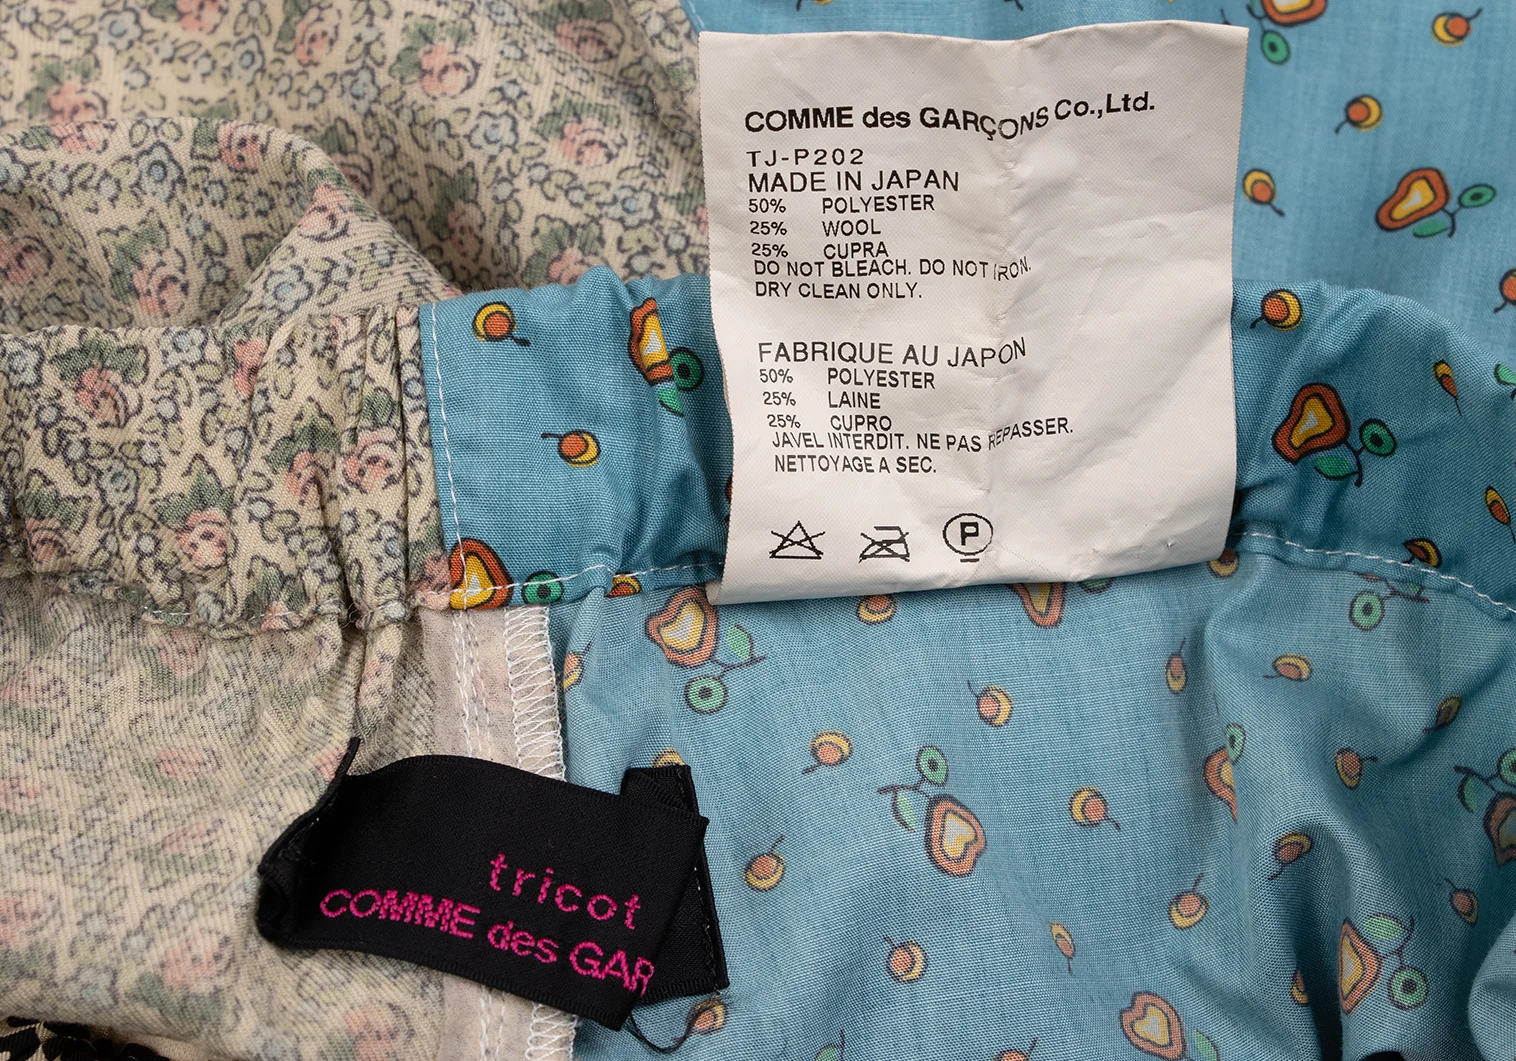 COMME des GARÇONS Co.,Ltd.
TJ-P202
MADE IN JAPAN
50% POLYESTER
25% WOOL
25% CUPRA
DO NOT BLEACH. DO NOT IRON.
DRY CLEAN ONLY.
FABRIQUE AU JAPON
50% POLYESTER
25% LAINE
25% CUPRO
JAVEL INTERDIT. NE PAS REPASSER.
NETTOYAGE A SEC.
P
tricot
COMME des GAR